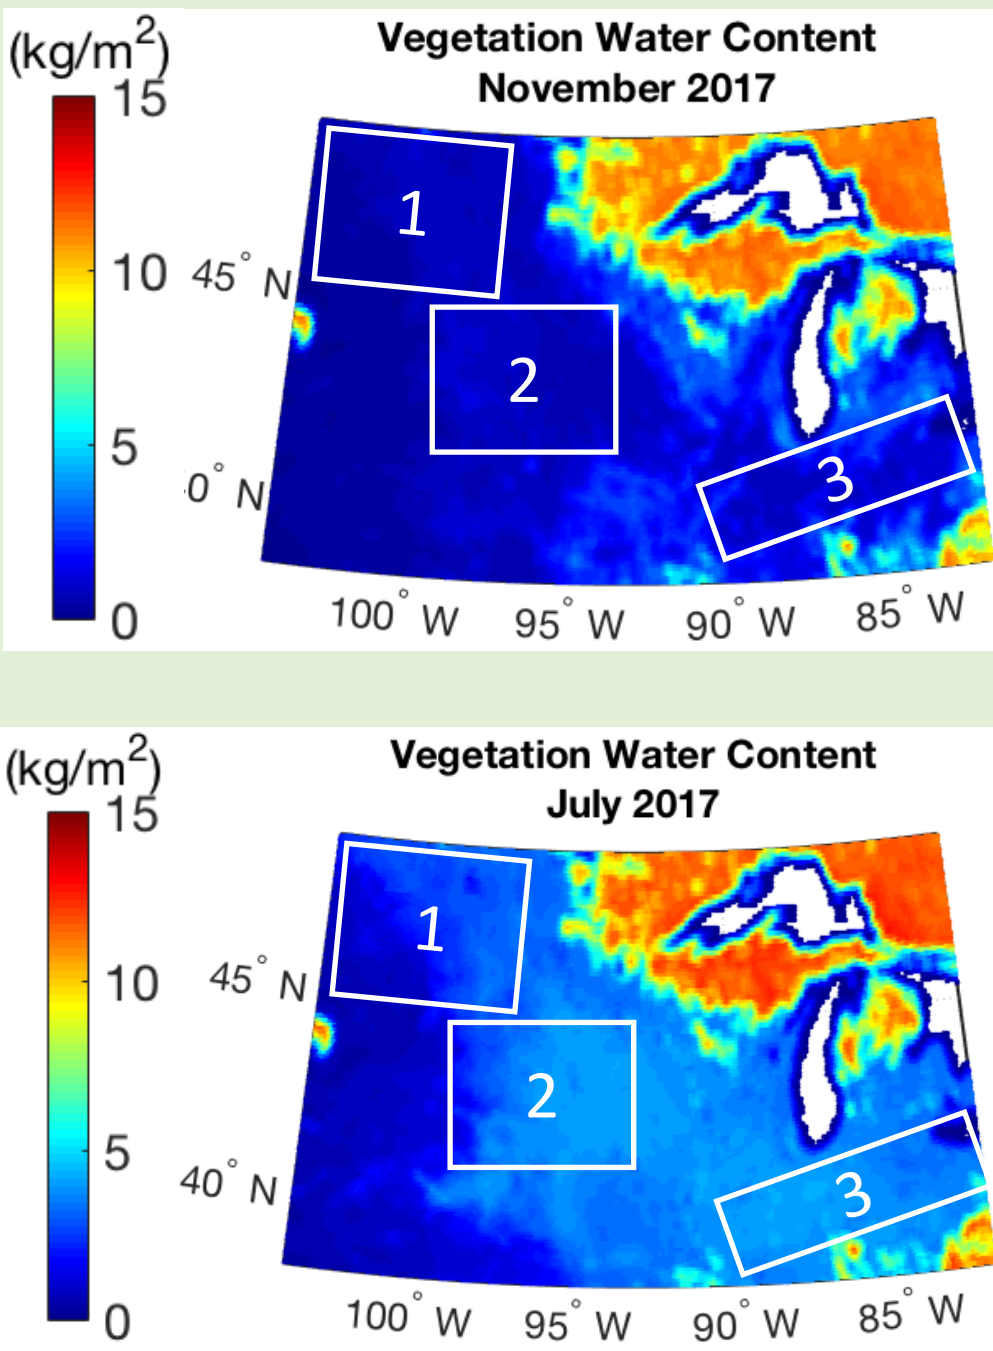 (kg/m²)
Vegetation Water Content
November 2017
15
10
5
0
1
2
3
45° N
0° N
100° W
95° W
90° W
85° W
(kg/m²)
Vegetation Water Content
July 2017
15
10
5
0
1
2
3
45° N
40° N
100° W
95° W
90° W
85° W